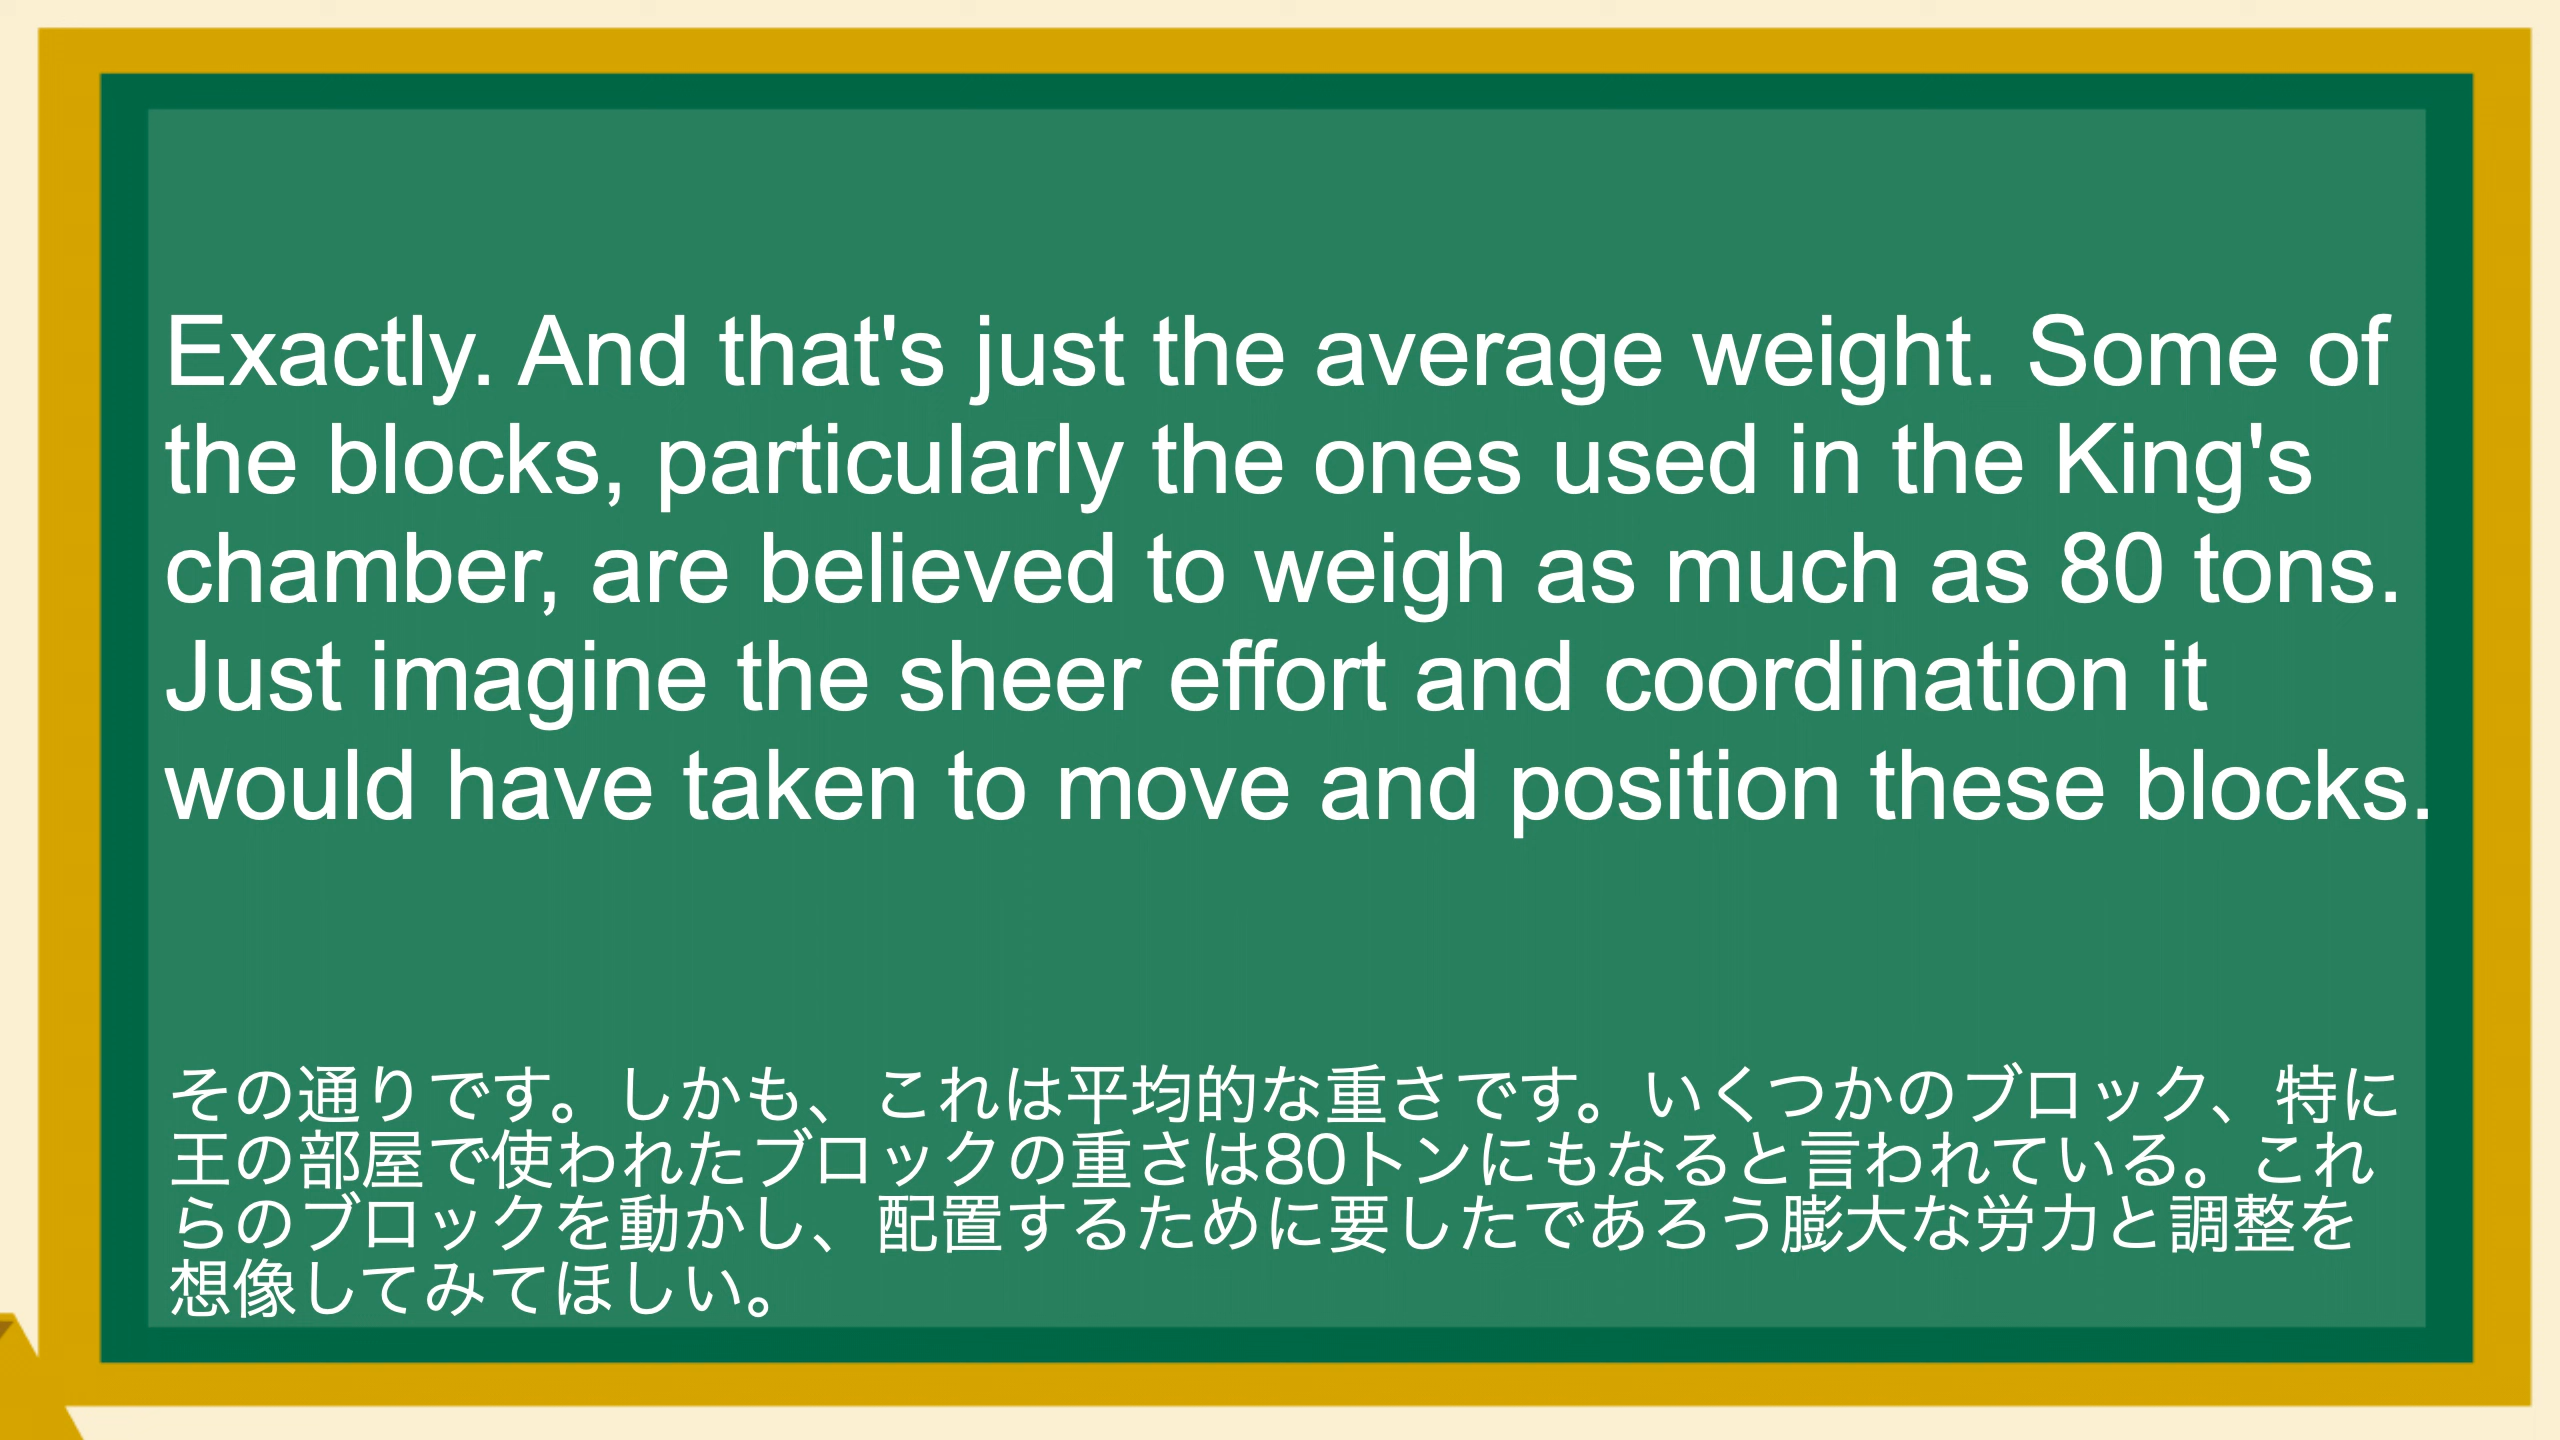 Exactly. And that's just the average weight. Some of
the blocks, particularly the ones used in the King's
chamber, are believed to weigh as much as 80 tons.
Just imagine the sheer effort and coordination it
would have taken to move and position these blocks.
その通りです。しかも、これは平均的な重さです。いくつかのブロック、特に
王の部屋で使われたブロックの重さは80トンにもなると言われている。これ
らのブロックを動かし、配置するために要したであろう膨大な労力と調整を
想像してみてほしい。